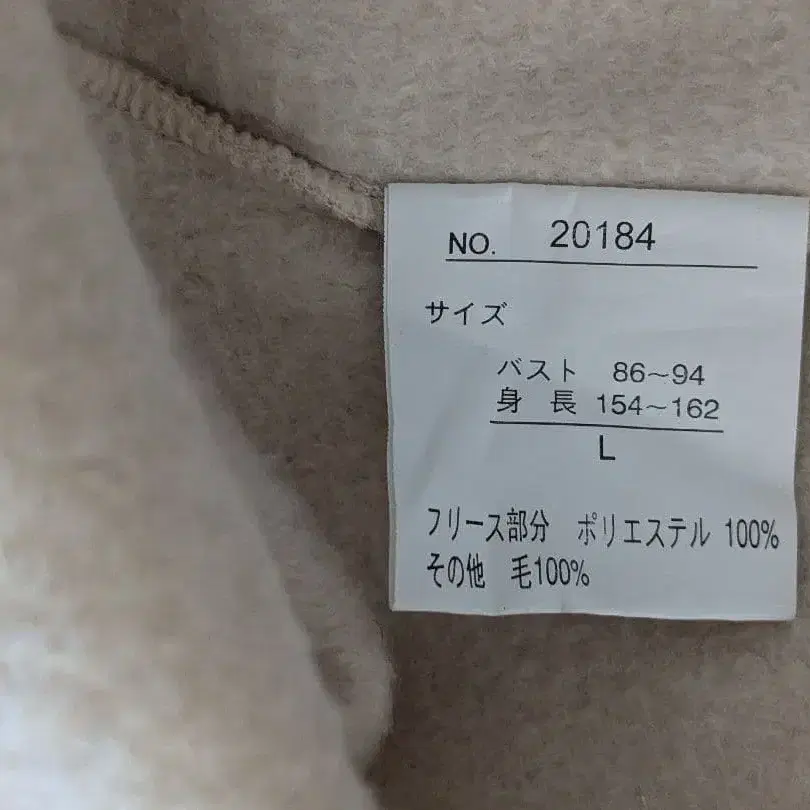 NO. 20184
サイズ
バスト 86～94
身長 154～162
L
フリース部分 ポリエステル 100%
その他 毛100%